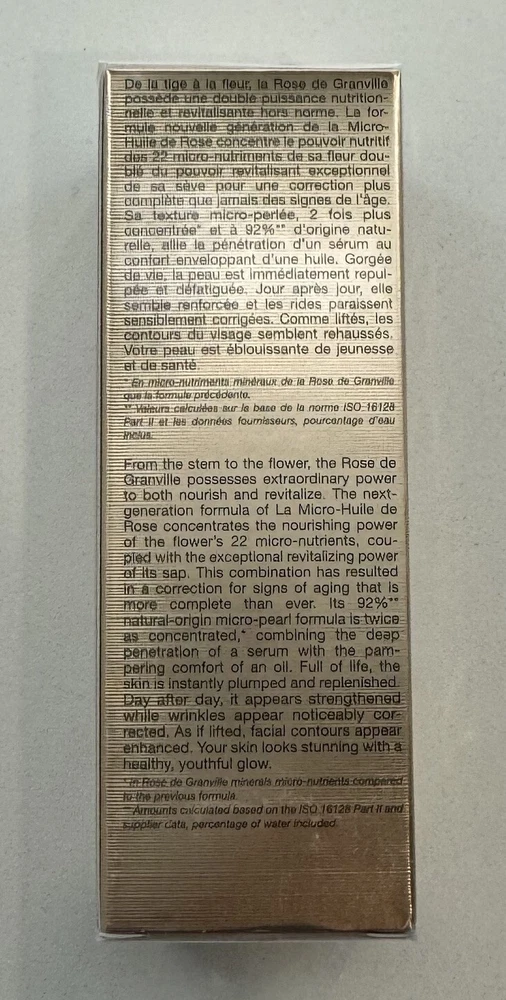 De la tige à la fleur, la Rose de Granville
possède une double puissance nutrition-
nelle et revitalisante hors norme. La for-
mule nouvelle génération de la Micro-
Huile de Rose concentre le pouvoir nutritif
des 22 micro-nutriments de sa fleur dou-
blé du pouvoir revitalisant exceptionnel
de sa sève pour une correction plus
complète que jamais des signes de l'âge.
Sa texture micro-perlée, 2 fois plus
concentrée* et à 92%** d'origine natu-
relle, allie la pénétration d'un sérum au
confort enveloppant d'une huile. Gorgée
de vie, la peau est immédiatement repul-
pée et défatiguée. Jour après jour, elle
semble renforcée et les rides paraissent
sensiblement corrigées. Comme liftés, les
contours du visage semblent rehaussés.
Votre peau est éblouissante de jeunesse
et de santé.
* En micro-nutriments minéraux de la Rose de Granville
que la formule précédente.
** Valeurs calculées sur la base de la norme ISO 16128
Part II et les données fournisseurs, pourcentage d'eau
inclus.
From the stem to the flower, the Rose de
Granville possesses extraordinary power
to both nourish and revitalize. The next-
generation formula of La Micro-Huile de
Rose concentrates the nourishing power
of the flower's 22 micro-nutrients, cou-
pled with the exceptional revitalizing power
of its sap. This combination has resulted
in a correction for signs of aging that is
more complete than ever. Its 92%**
natural-origin micro-pearl formula is twice
as concentrated,* combining the deep
penetration of a serum with the pam-
pering comfort of an oil. Full of life, the
skin is instantly plumped and replenished.
Day after day, it appears strengthened
while wrinkles appear noticeably cor-
rected. As if lifted, facial contours appear
enhanced. Your skin looks stunning with a
healthy, youthful glow.
* In Rose de Granville minerals micro-nutrients compared
to the previous formula.
** Amounts calculated based on the ISO 16128 Part II and
supplier data, percentage of water included.